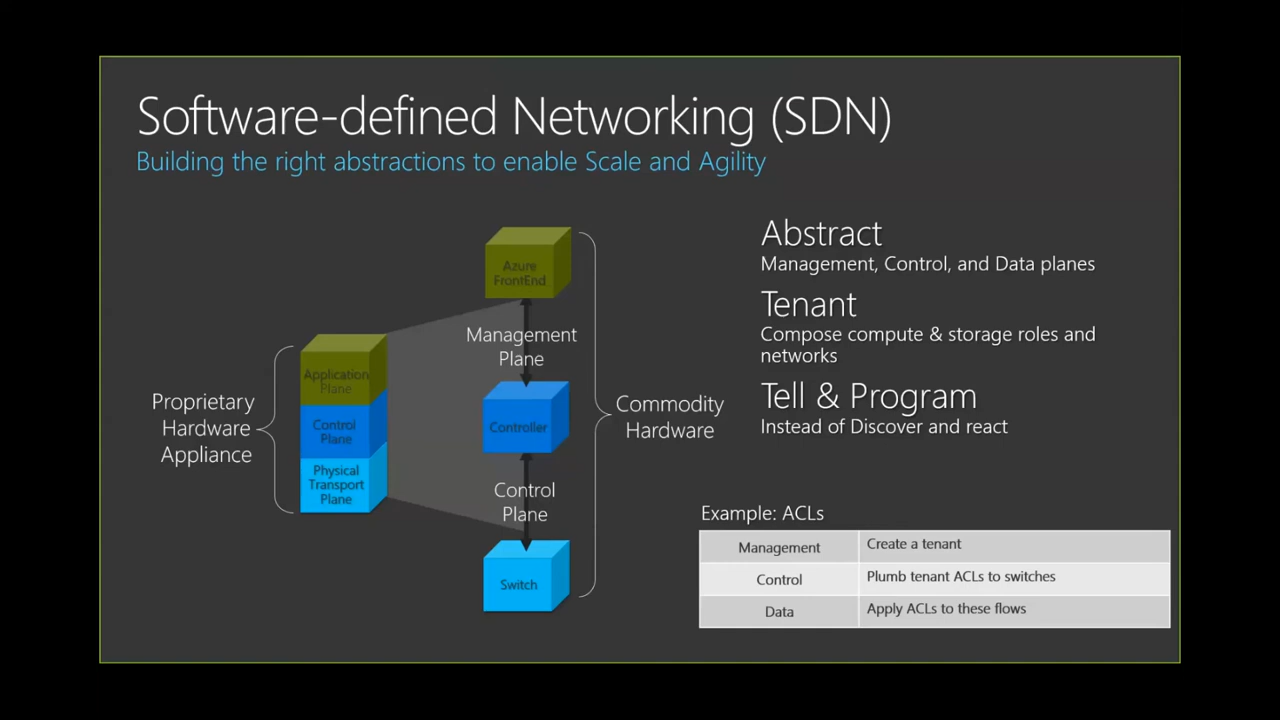 Software-defined Networking (SDN)
Building the right abstractions to enable Scale and Agility
Proprietary
Hardware
Appliance
Application
Plane
Control
Plane
Physical
Transport
Plane
Azure
FrontEnd
Management
Plane
Controller
Control
Plane
Switch
Commodity
Hardware
Abstract
Management, Control, and Data planes
Tenant
Compose compute & storage roles and
networks
Tell & Program
Instead of Discover and react
Example: ACLs
Management Create a tenant
Control Plumb tenant ACLs to switches
Data Apply ACLs to these flows